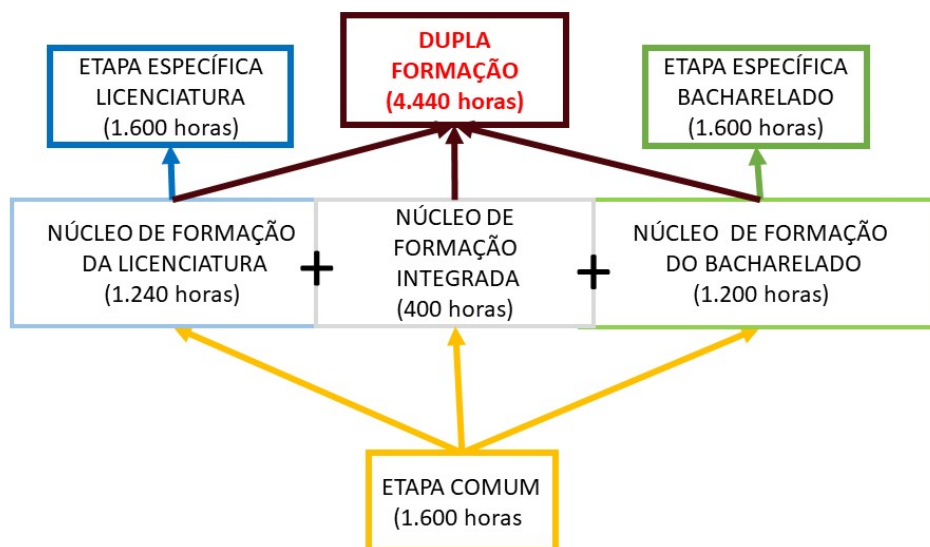 ETAPA ESPECÍFICA
LICENCIATURA
(1.600 horas)
DUPLA
FORMAÇÃO
(4.440 horas)
ETAPA ESPECÍFICA
BACHARELADO
(1.600 horas)
NÚCLEO DE FORMAÇÃO
DA LICENCIATURA
(1.240 horas)
+
NÚCLEO DE
FORMAÇÃO
INTEGRADA
(400 horas)
+
NÚCLEO DE FORMAÇÃO
DO BACHARELADO
(1.200 horas)
ETAPA COMUM
(1.600 horas